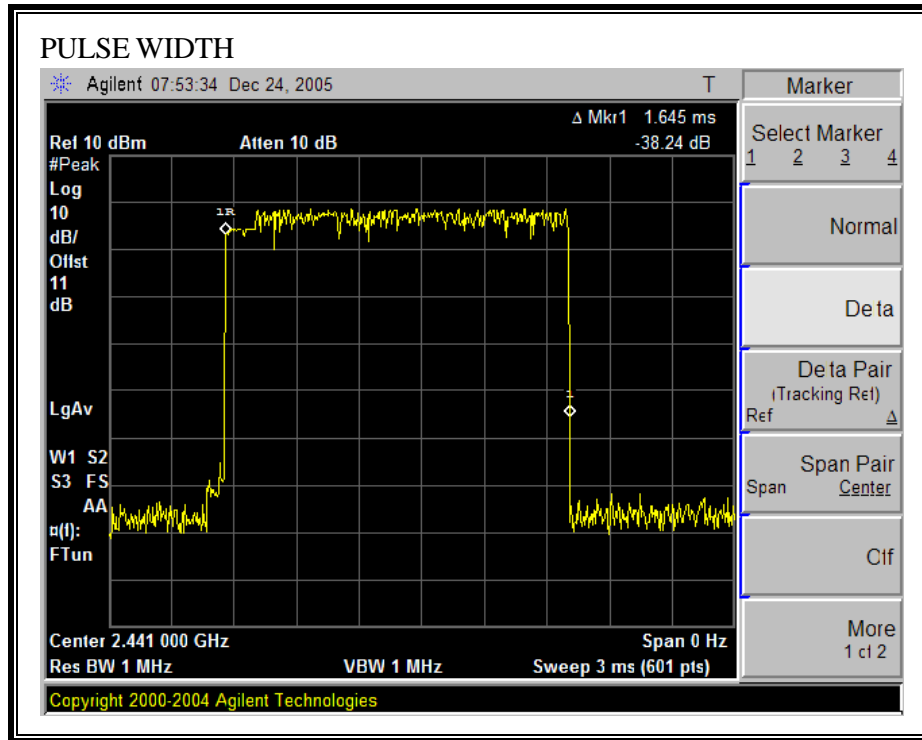 PULSE WIDTH
Agilent 07:53:34 Dec 24, 2005 T
Δ Mkr1 1.645 ms
Ref 10 dBm Atten 10 dB -38.24 dB
#Peak
Log
10
dB/
Offst
11
dB
LgAv
W1 S2
S3 FS
AA
¤(f):
FTun
1R
1
Center 2.441 000 GHz Span 0 Hz
Res BW 1 MHz VBW 1 MHz Sweep 3 ms (601 pts)
Copyright 2000-2004 Agilent Technologies
Marker
Select Marker
1 2 3 4
Normal
Delta
Delta Pair
(Tracking Ref)
Ref Δ
Span Pair
Span Center
Off
More
1 of 2